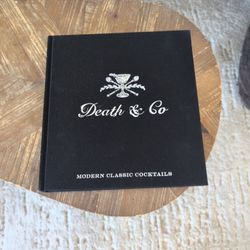 Death & Co
MODERN CLASSIC COCKTAILS